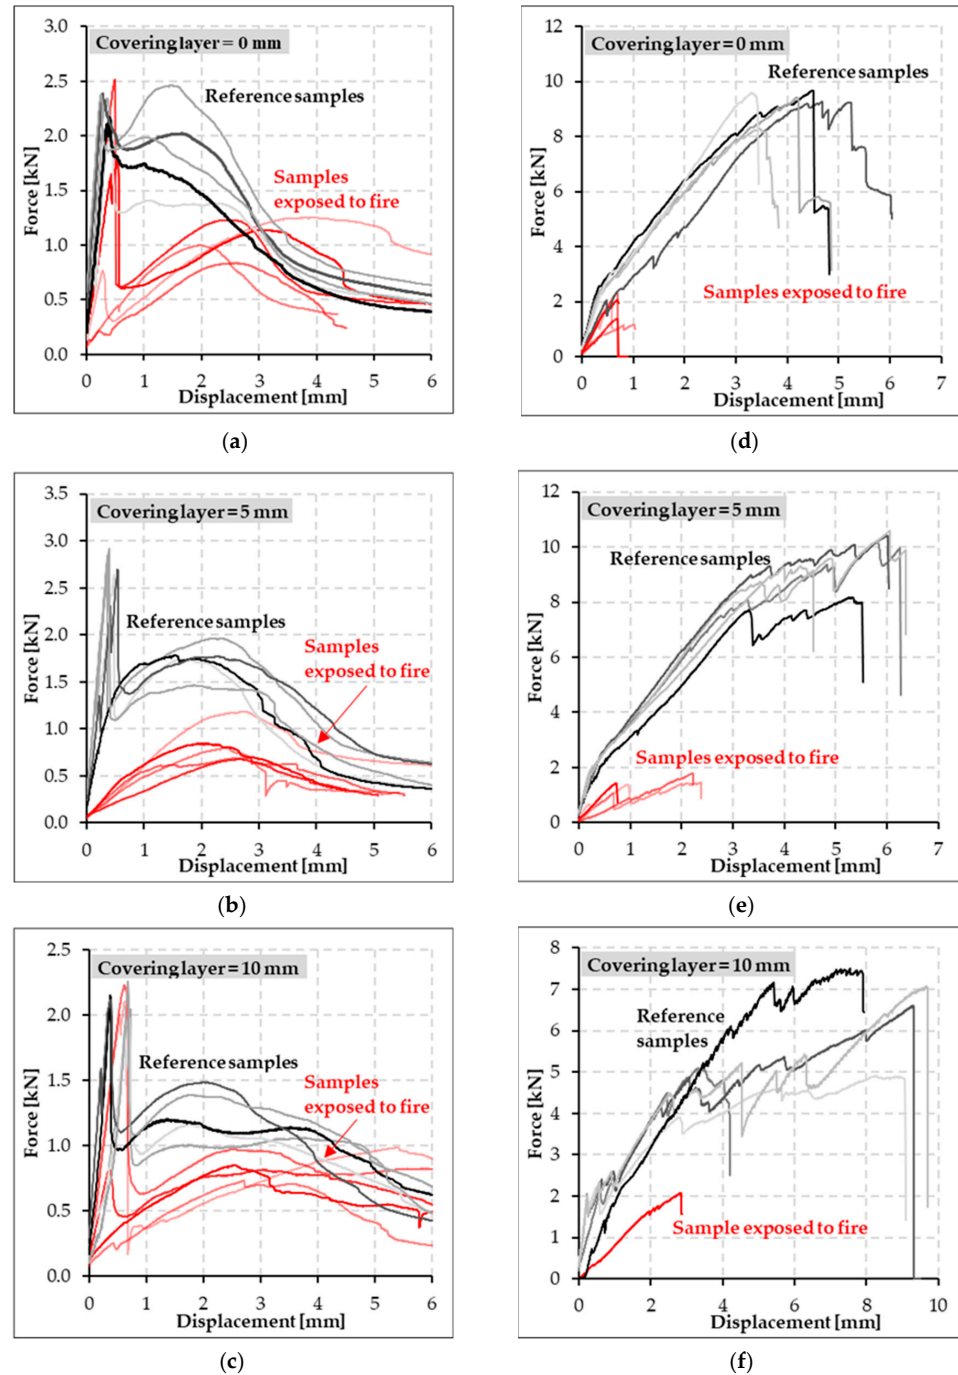 3.0
Covering layer = 0 mm
2.5
Reference samples
2.0
Samples
exposed to fire
1.5
1.0
0.5
0.0
0 1 2 3 4 5 6
Force [kN]
Displacement [mm]
(a)
12
Covering layer = 0 mm
Reference samples
10
8
6
4
Samples exposed to fire
2
0
0 1 2 3 4 5 6 7
Force [kN]
Displacement [mm]
(d)
3.5
Covering layer = 5 mm
3.0
2.5
2.0
Reference samples
Samples
exposed to fire
1.5
1.0
0.5
0.0
0 1 2 3 4 5 6
Force [kN]
Displacement [mm]
(b)
12
Covering layer = 5 mm
10
Reference samples
8
6
4
Samples exposed to fire
2
0
0 1 2 3 4 5 6 7
Force [kN]
Displacement [mm]
(e)
2.5
Covering layer = 10 mm
2.0
Reference samples
Samples
exposed to fire
1.5
1.0
0.5
0.0
0 1 2 3 4 5 6
Force [kN]
Displacement [mm]
(c)
8
Covering layer = 10 mm
7
Reference
samples
6
5
4
3
2
Sample exposed to fire
1
0
0 2 4 6 8 10
Force [kN]
Displacement [mm]
(f)